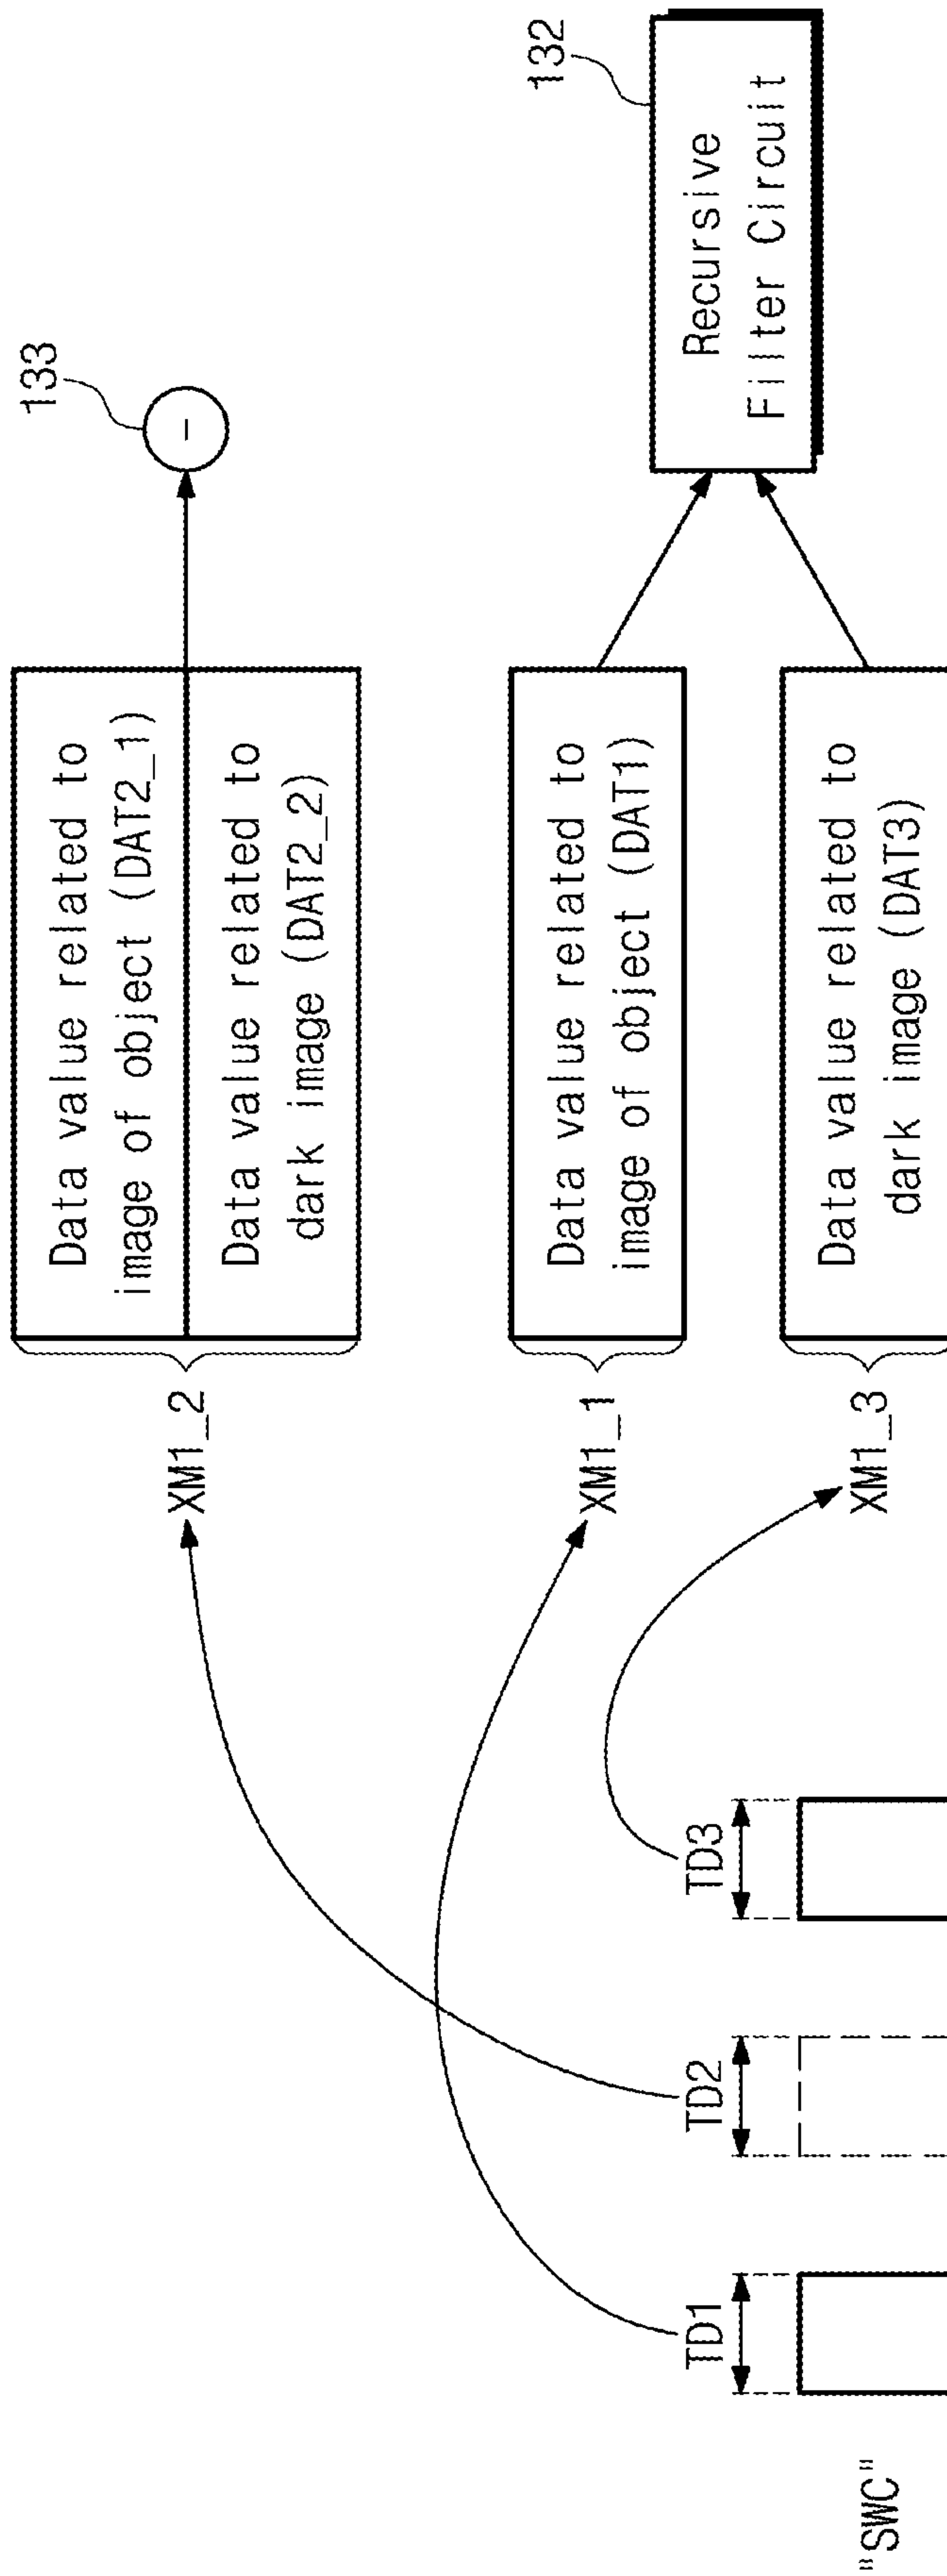 133
Data value related to
image of object (DAT2_1)
Data value related to
dark image (DAT2_2)
-
XM1_2
132
Data value related to
image of object (DAT1)
Recursive
Filter Circuit
XM1_1
Data value related to
dark image (DAT3)
XM1_3
TD1
TD2
TD3
"SWC"